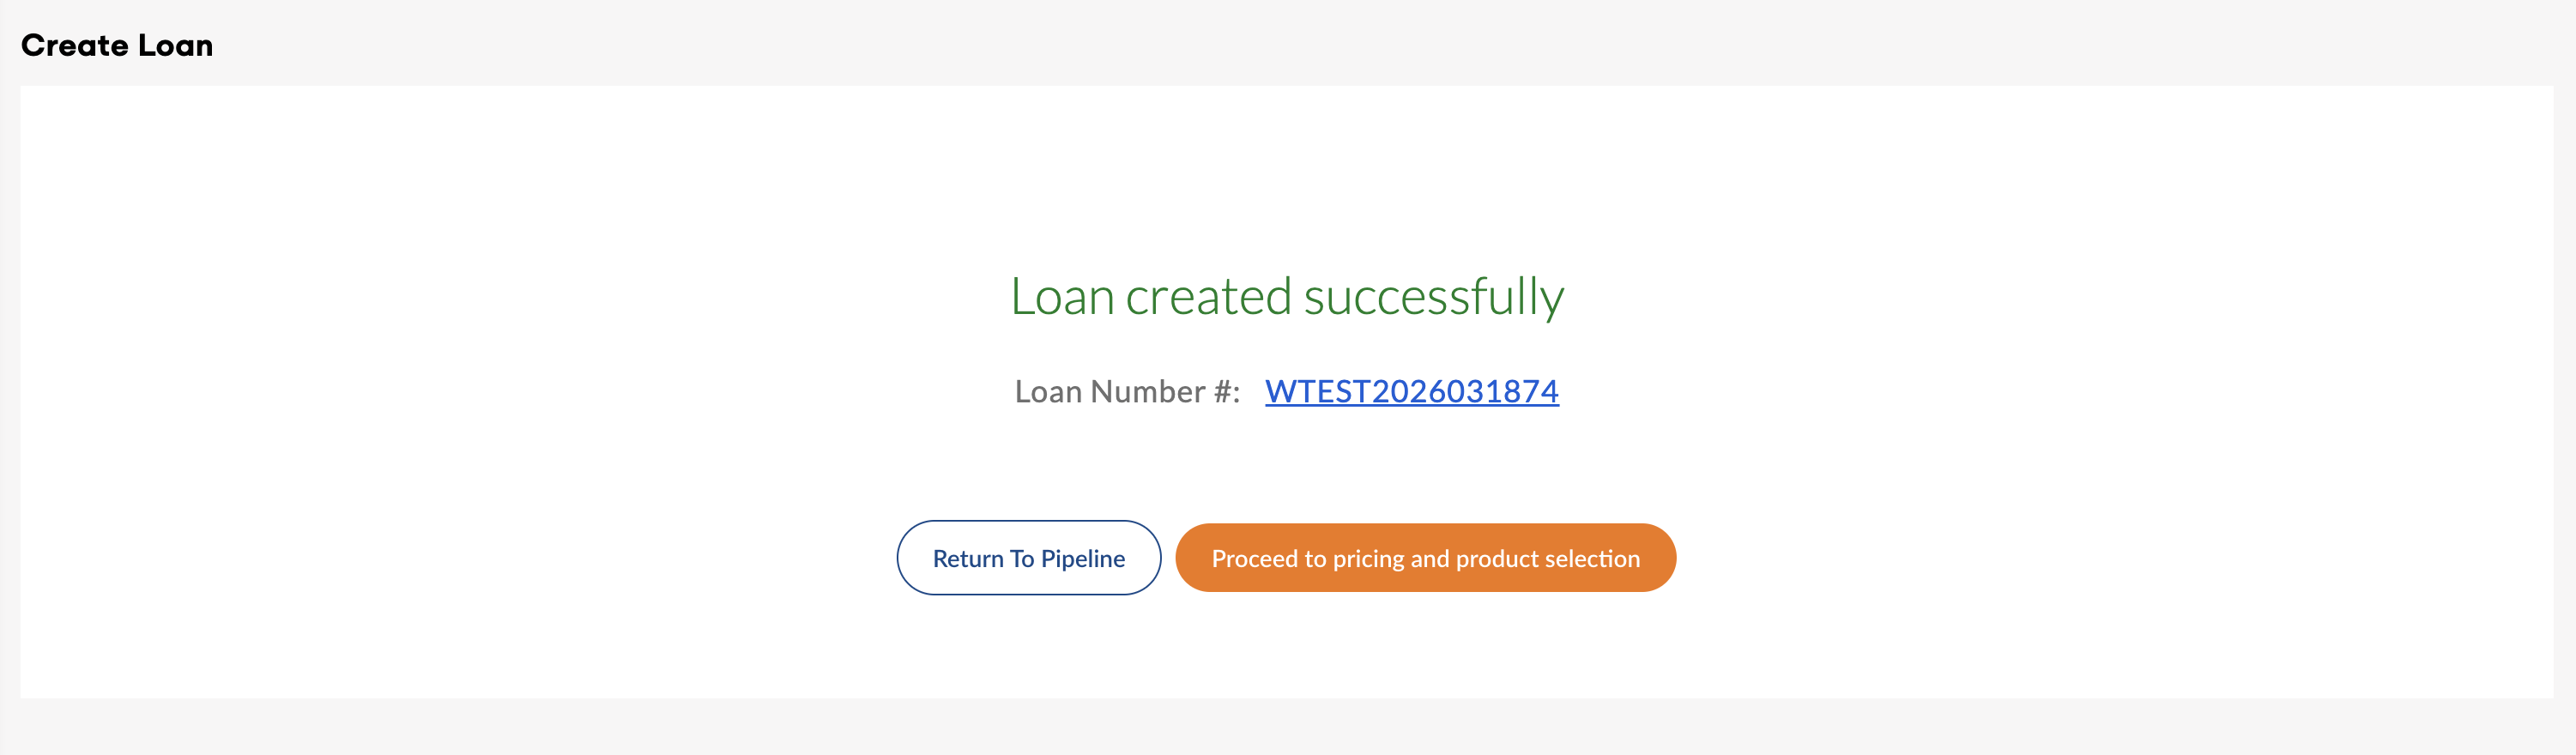 Create Loan
Loan created successfully
Loan Number #: WTEST2026031874
Return To Pipeline
Proceed to pricing and product selection